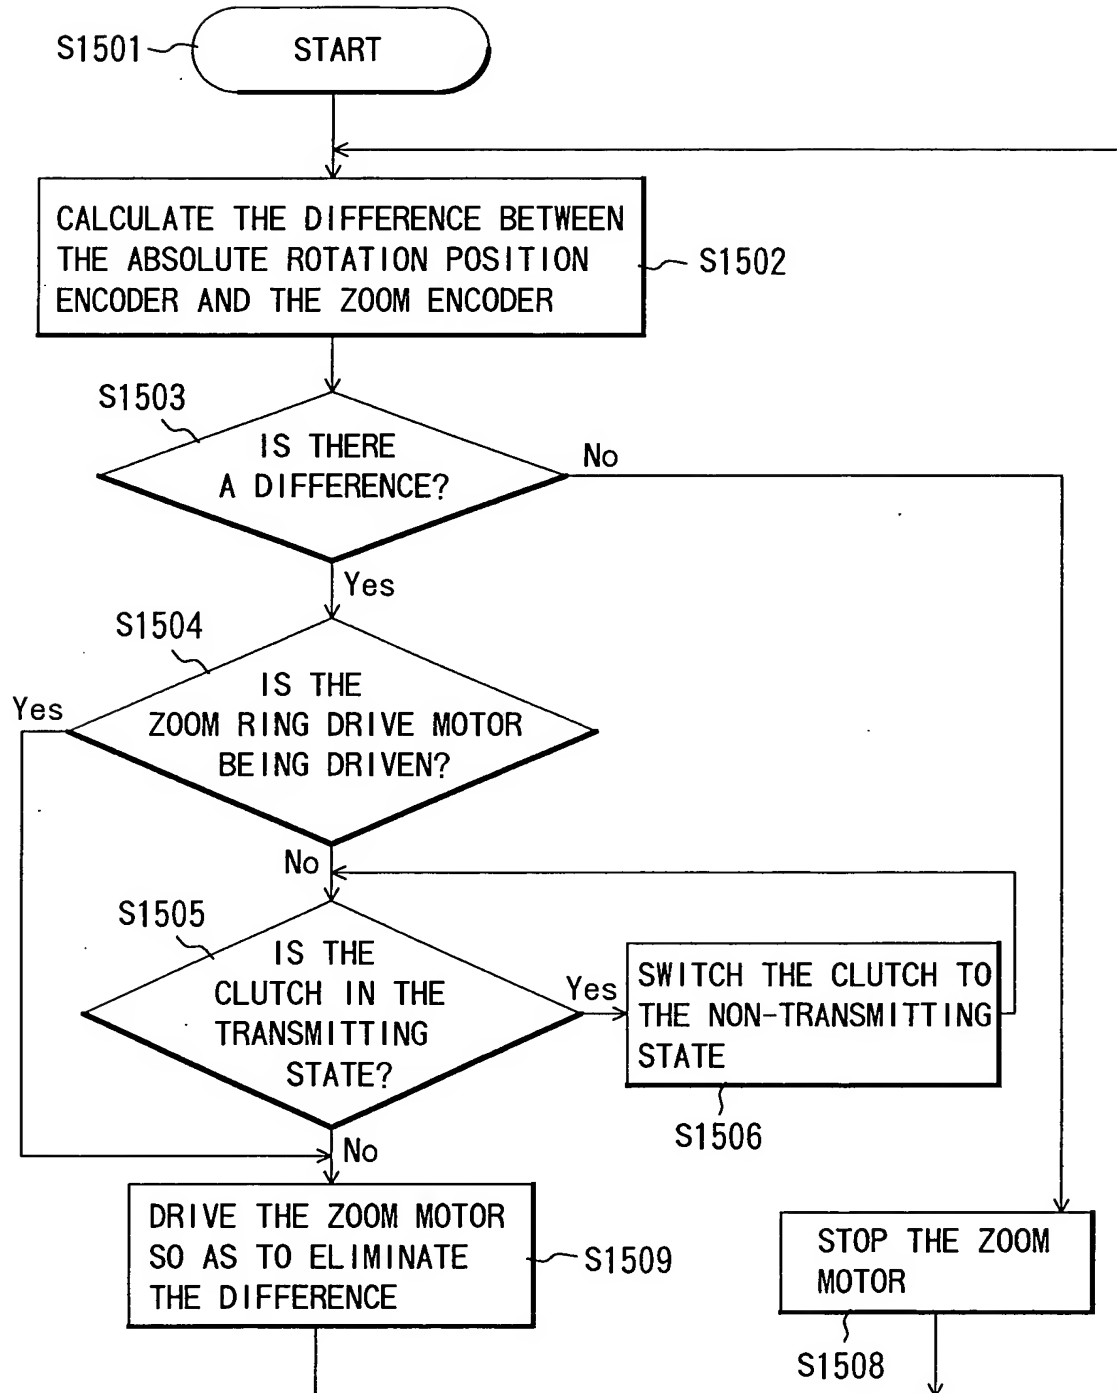 S1501
START
CALCULATE THE DIFFERENCE BETWEEN
THE ABSOLUTE ROTATION POSITION
ENCODER AND THE ZOOM ENCODER
S1502
S1503
IS THERE
A DIFFERENCE?
No
Yes
S1504
IS THE
ZOOM RING DRIVE MOTOR
BEING DRIVEN?
Yes
No
S1505
IS THE
CLUTCH IN THE
TRANSMITTING
STATE?
Yes
SWITCH THE CLUTCH TO
THE NON-TRANSMITTING
STATE
S1506
No
DRIVE THE ZOOM MOTOR
SO AS TO ELIMINATE
THE DIFFERENCE
S1509
STOP THE ZOOM
MOTOR
S1508